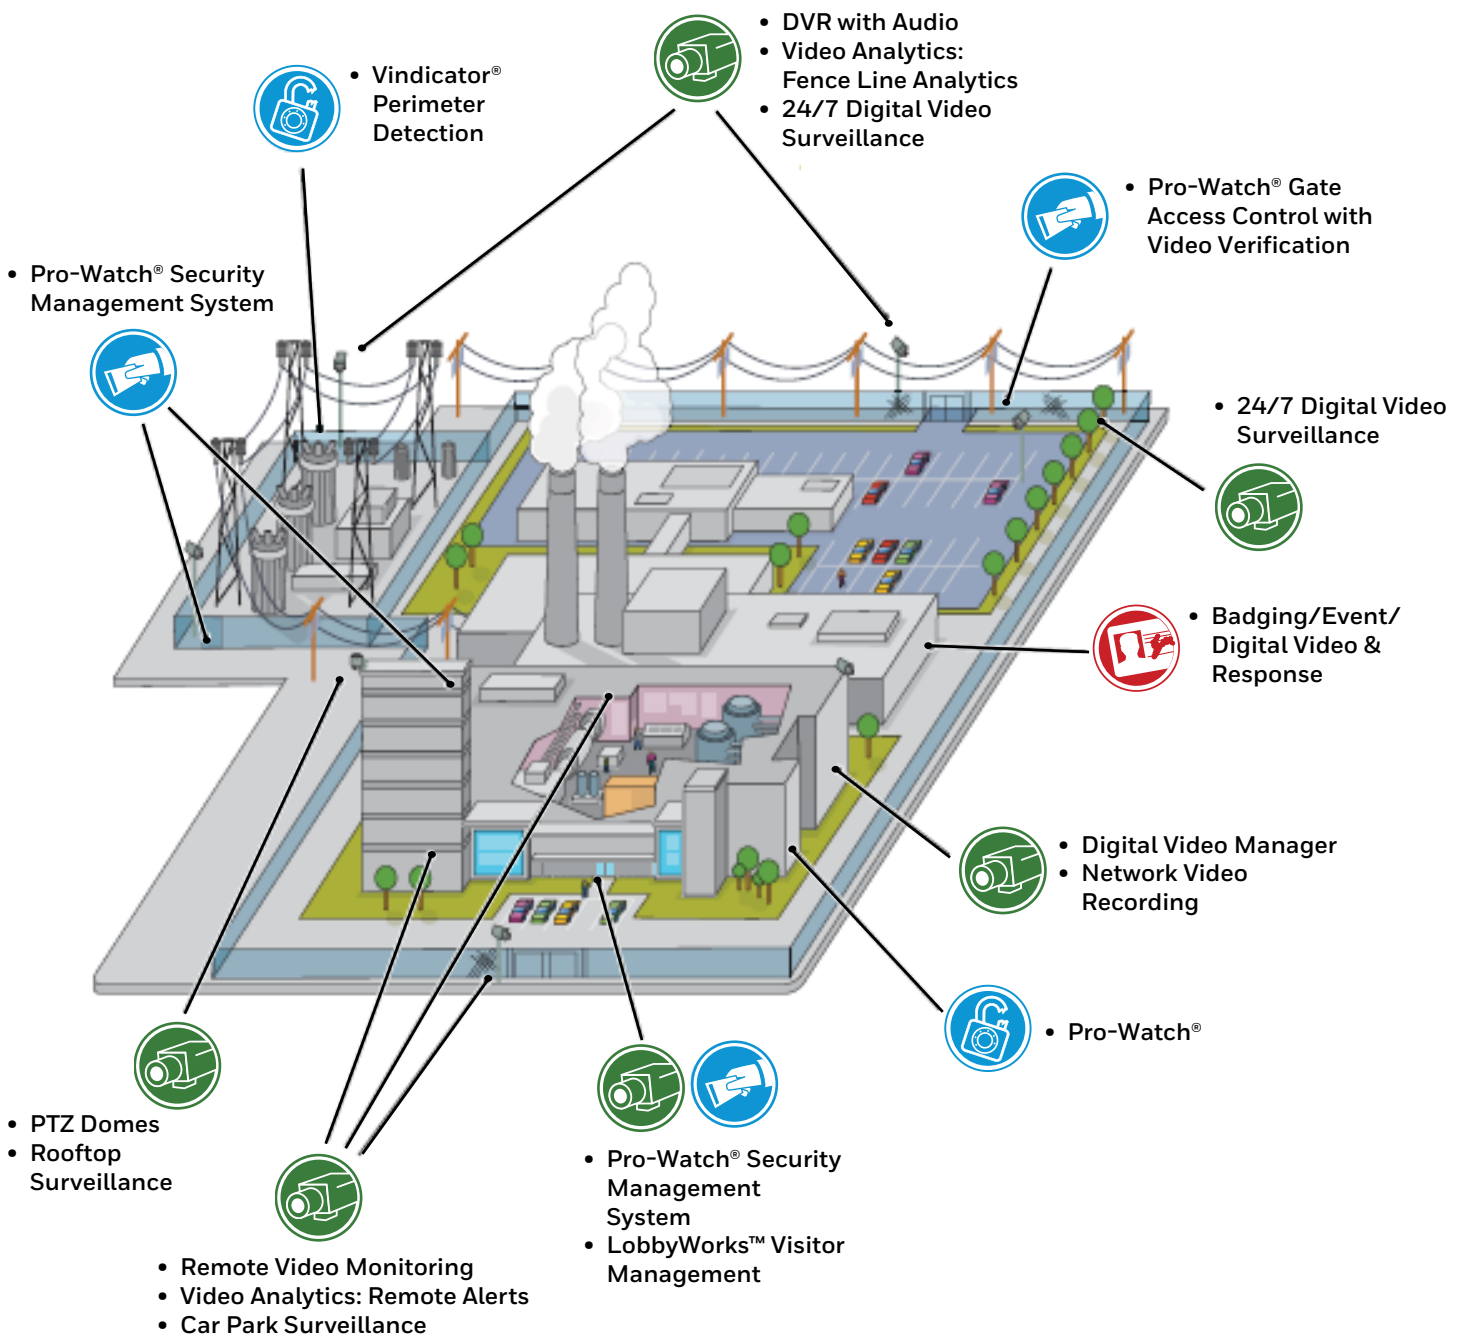 • DVR with Audio
• Video Analytics:
Fence Line Analytics
• 24/7 Digital Video
Surveillance
• Vindicator®
Perimeter
Detection
• Pro-Watch® Gate
Access Control with
Video Verification
• Pro-Watch® Security
Management System
• 24/7 Digital Video
Surveillance
• Badging/Event/
Digital Video &
Response
• Digital Video Manager
• Network Video
Recording
• Pro-Watch®
• PTZ Domes
• Rooftop
Surveillance
• Pro-Watch® Security
Management
System
• LobbyWorks™ Visitor
Management
• Remote Video Monitoring
• Video Analytics: Remote Alerts
• Car Park Surveillance